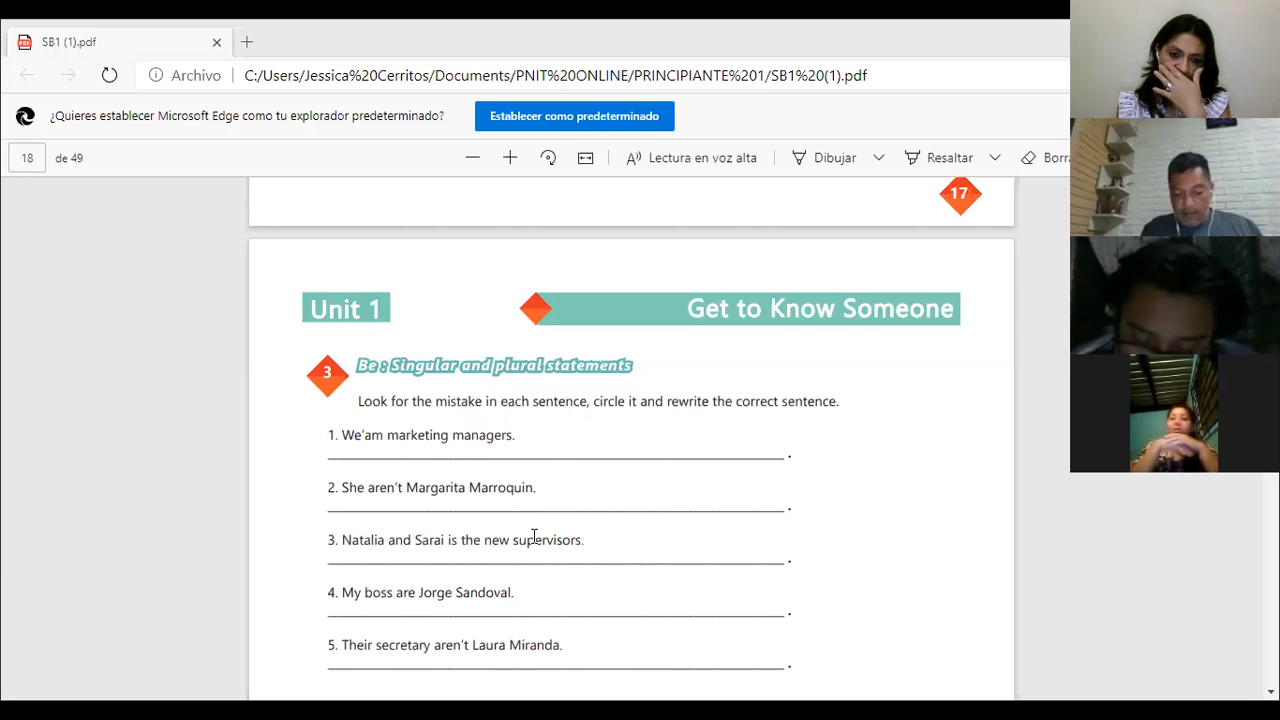 SB1 (1).pdf
Archivo C:/Users/Jessica%20Cerritos/Documents/PNIT%20ONLINE/PRINCIPIANTE%201/SB1%20(1).pdf
¿Quieres establecer Microsoft Edge como tu explorador predeterminado? Establecer como predeterminado
18 de 49 Lectura en voz alta Dibujar Resaltar Borra
17
Unit 1 Get to Know Someone
3 Be : Singular and plural statements
Look for the mistake in each sentence, circle it and rewrite the correct sentence.
1. We'am marketing managers.
.
2. She aren't Margarita Marroquin.
.
3. Natalia and Sarai is the new supervisors.
.
4. My boss are Jorge Sandoval.
.
5. Their secretary aren't Laura Miranda.
.